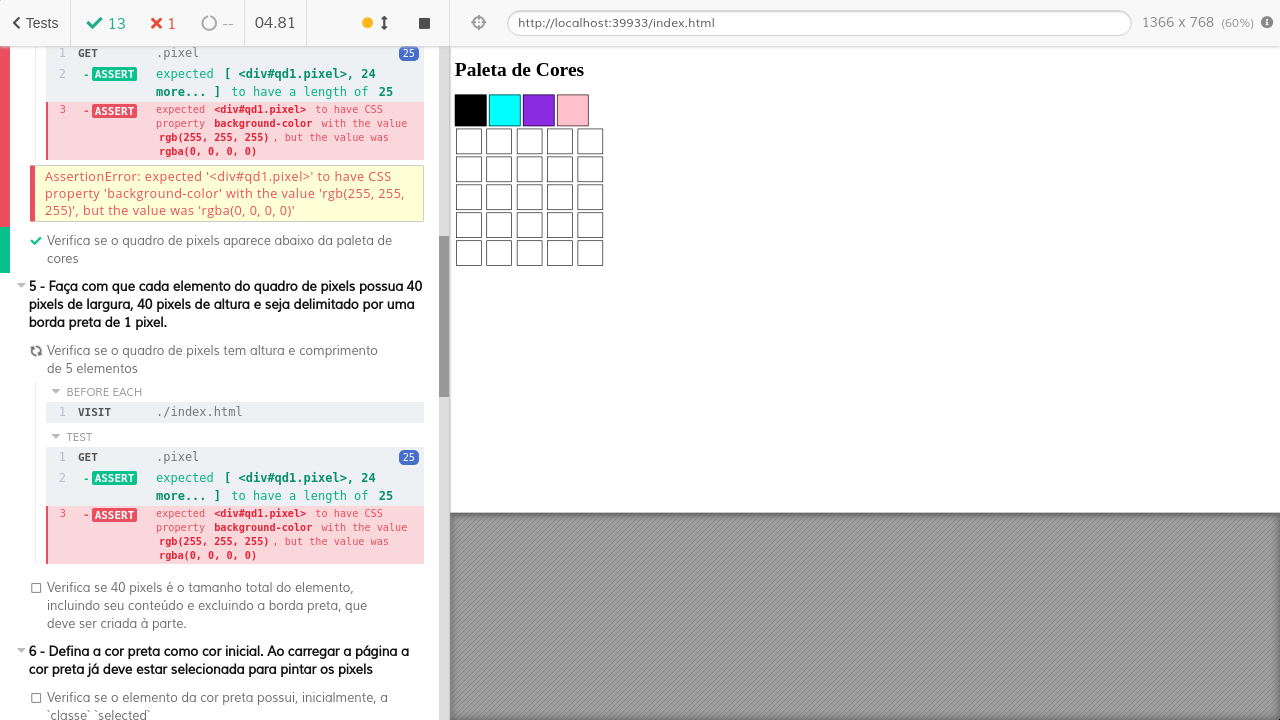 Tests 13 1 -- 04.81
1 GET .pixel 25
2 -ASSERT expected [ <div#qd1.pixel>, 24
more... ] to have a length of 25
3 -ASSERT expected <div#qd1.pixel> to have CSS
property background-color with the value
rgb(255, 255, 255), but the value was
rgba(0, 0, 0, 0)
AssertionError: expected '<div#qd1.pixel>' to have CSS
property 'background-color' with the value 'rgb(255, 255,
255)', but the value was 'rgba(0, 0, 0, 0)'
Verifica se o quadro de pixels aparece abaixo da paleta de
cores
5 - Faça com que cada elemento do quadro de pixels possua 40
pixels de largura, 40 pixels de altura e seja delimitado por uma
borda preta de 1 pixel.
Verifica se o quadro de pixels tem altura e comprimento
de 5 elementos
BEFORE EACH
1 VISIT ./index.html
TEST
1 GET .pixel 25
2 -ASSERT expected [ <div#qd1.pixel>, 24
more... ] to have a length of 25
3 -ASSERT expected <div#qd1.pixel> to have CSS
property background-color with the value
rgb(255, 255, 255), but the value was
rgba(0, 0, 0, 0)
Verifica se 40 pixels é o tamanho total do elemento,
incluindo seu conteúdo e excluindo a borda preta, que
deve ser criada à parte.
6 - Defina a cor preta como cor inicial. Ao carregar a página a
cor preta já deve estar selecionada para pintar os pixels
Verifica se o elemento da cor preta possui, inicialmente, a
`classe` `selected`
http://localhost:39933/index.html 1366 x 768 (60%)
Paleta de Cores